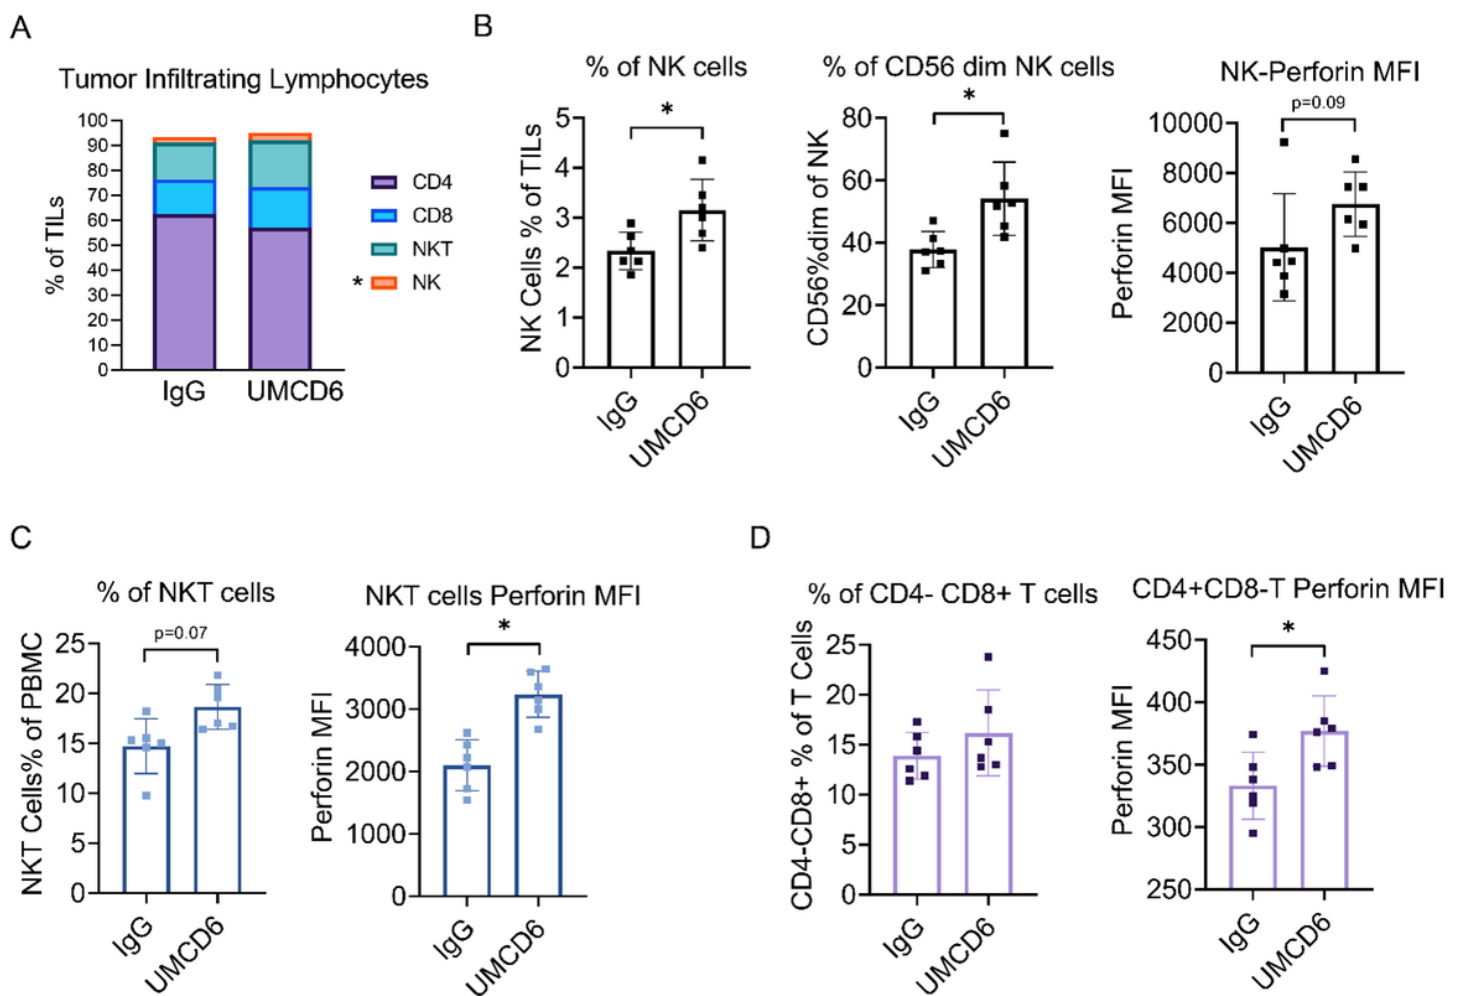 A
Tumor Infiltrating Lymphocytes
% of TILs
100
90
80
70
60
50
40
30
20
10
0
IgG
UMCD6
CD4
CD8
NKT
* NK
B
% of NK cells
*
NK Cells % of TILs
5
4
3
2
1
0
IgG
UMCD6
% of CD56 dim NK cells
*
CD56%dim of NK
80
60
40
20
0
IgG
UMCD6
NK-Perforin MFI
p=0.09
Perforin MFI
10000
8000
6000
4000
2000
0
IgG
UMCD6
C
% of NKT cells
p=0.07
NKT Cells% of PBMC
25
20
15
10
5
0
IgG
UMCD6
NKT cells Perforin MFI
*
Perforin MFI
4000
3000
2000
1000
0
IgG
UMCD6
D
% of CD4- CD8+ T cells
CD4-CD8+ % of T Cells
25
20
15
10
5
0
IgG
UMCD6
CD4+CD8-T Perforin MFI
*
Perforin MFI
450
400
350
300
250
IgG
UMCD6